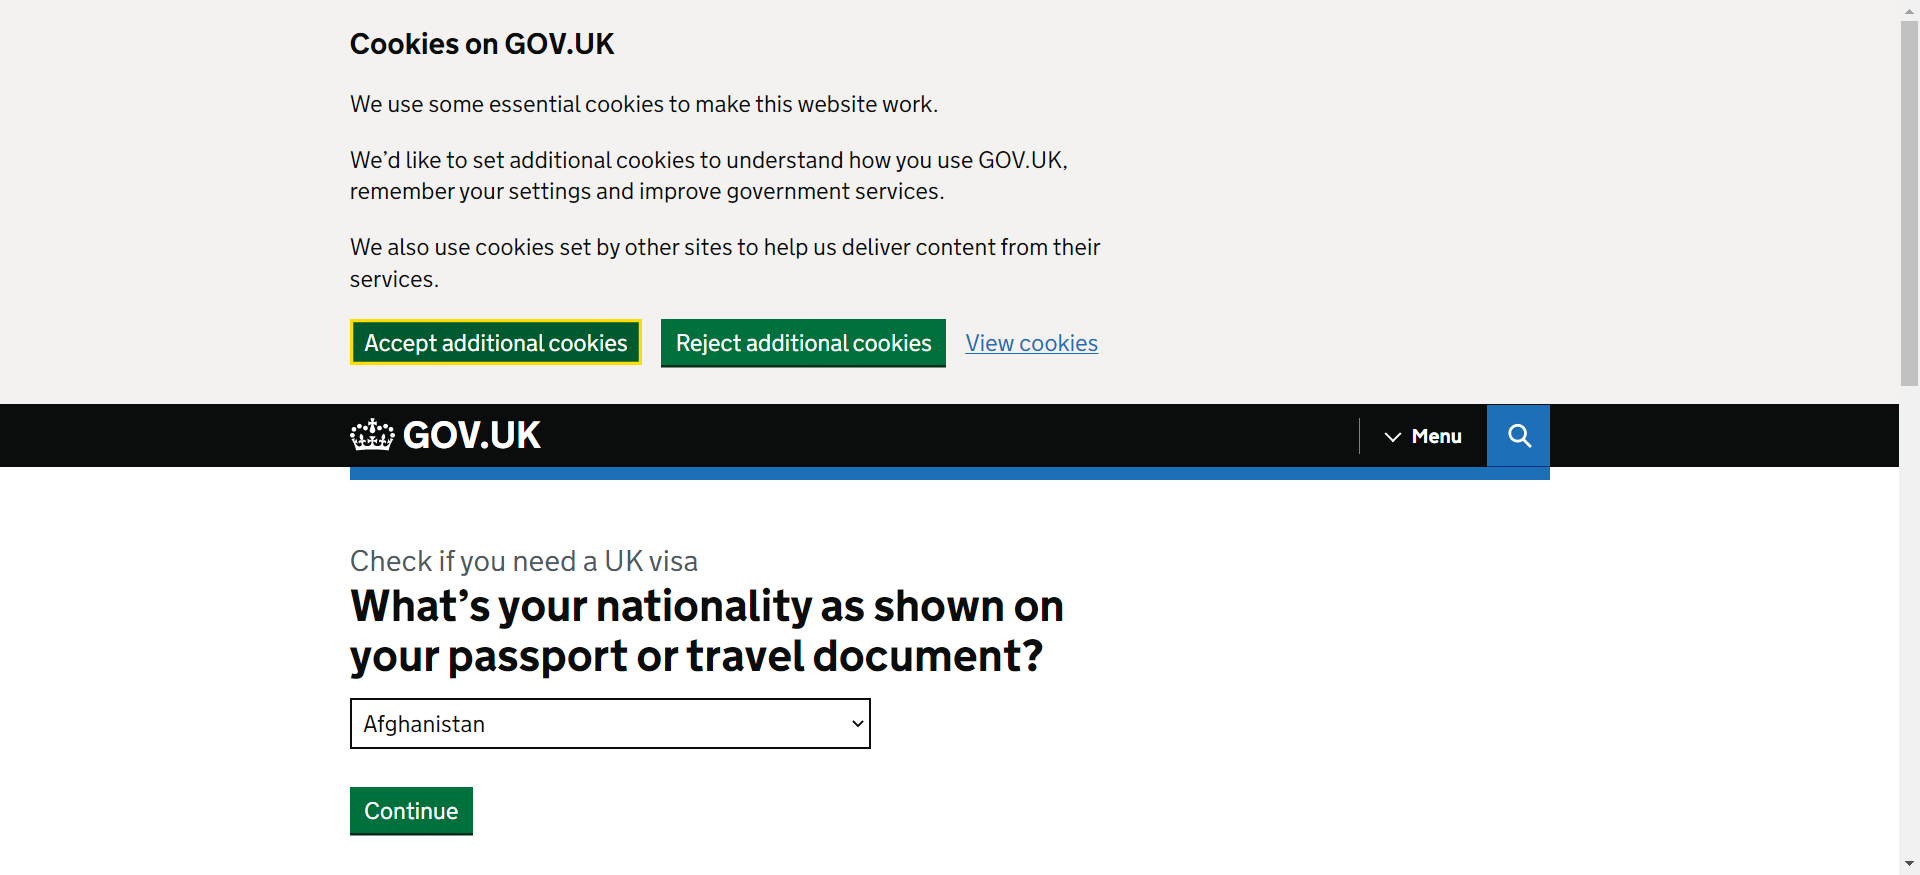 Cookies on GOV.UK
We use some essential cookies to make this website work.
We’d like to set additional cookies to understand how you use GOV.UK,
remember your settings and improve government services.
We also use cookies set by other sites to help us deliver content from their
services.
Accept additional cookies Reject additional cookies View cookies
GOV.UK Menu
Check if you need a UK visa
What’s your nationality as shown on
your passport or travel document?
Afghanistan
Continue